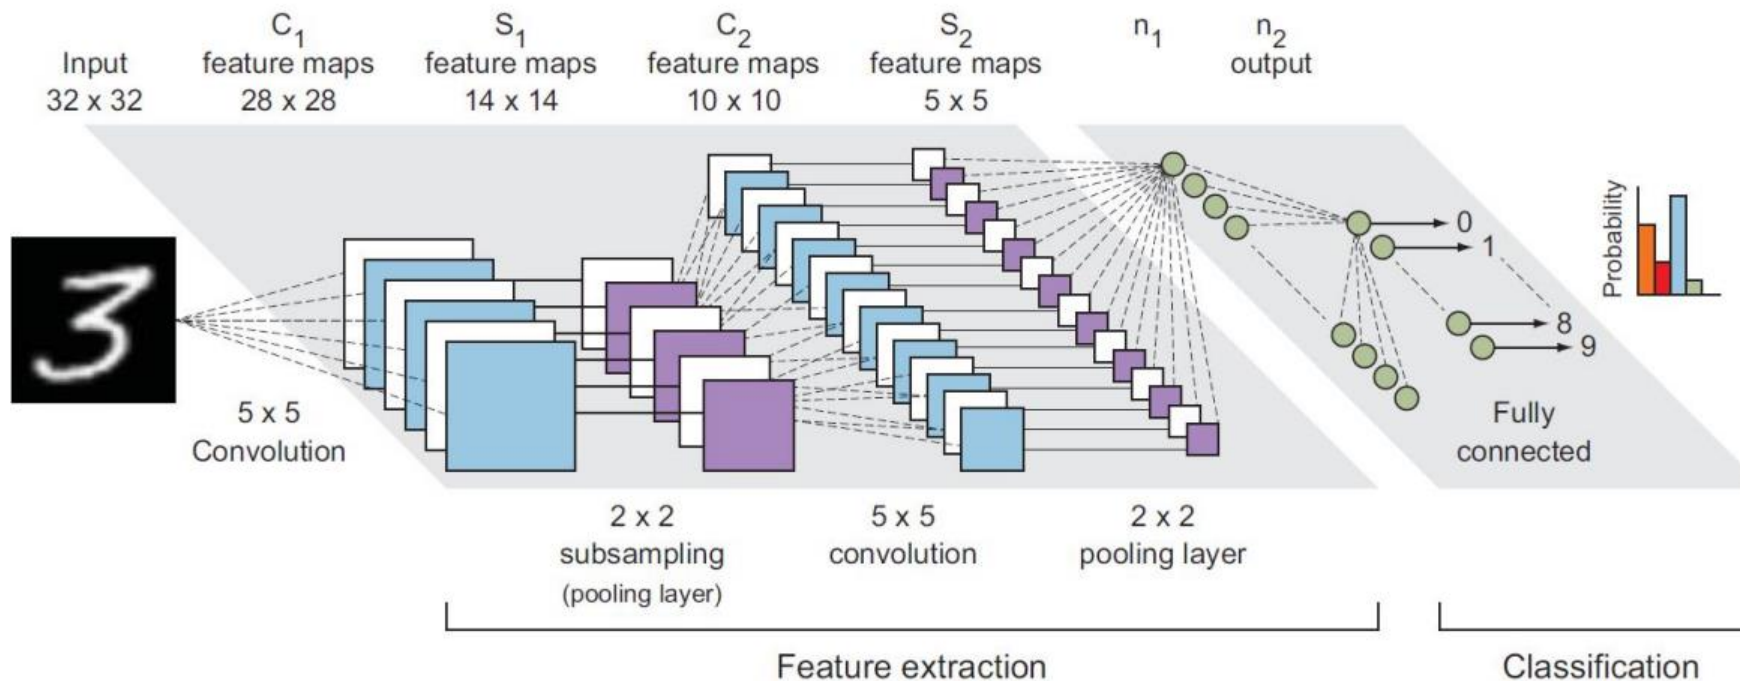 Input
32 x 32
C1
feature maps
28 x 28
S1
feature maps
14 x 14
C2
feature maps
10 x 10
S2
feature maps
5 x 5
n1
n2
output
3
5 x 5
Convolution
2 x 2
subsampling
(pooling layer)
5 x 5
convolution
2 x 2
pooling layer
0
1
8
9
Fully
connected
Probability
Feature extraction
Classification